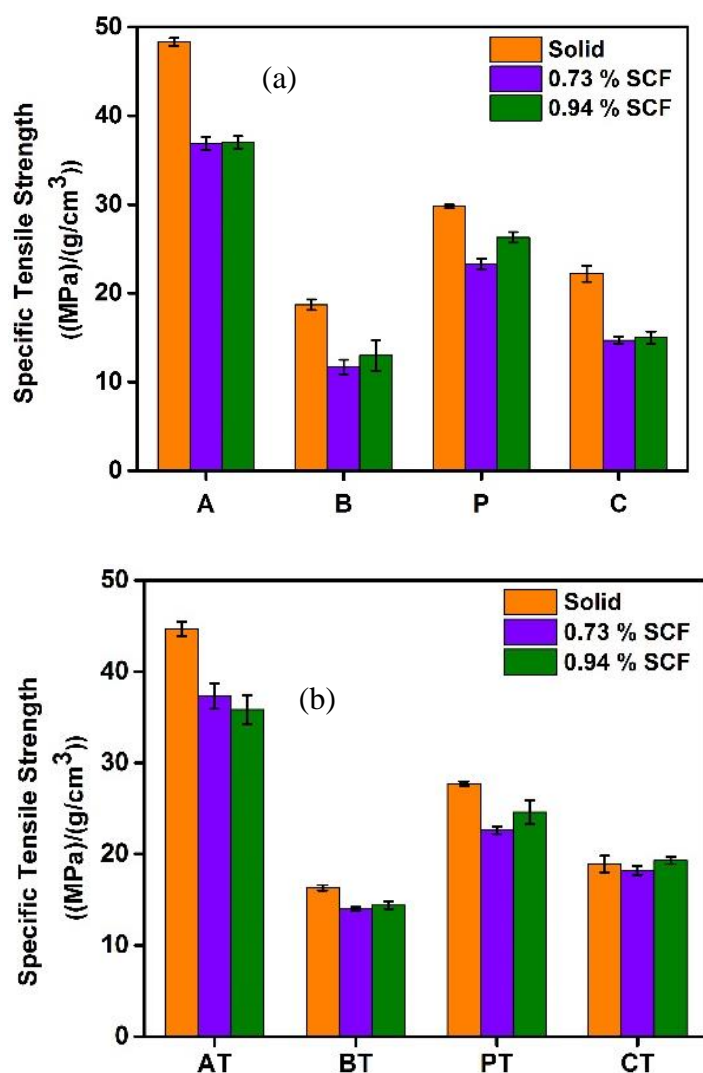 50
40
30
20
10
0
Specific Tensile Strength
((MPa)/(g/cm³))
(a)
Solid
0.73 % SCF
0.94 % SCF
A B P C
50
40
30
20
10
0
Specific Tensile Strength
((MPa)/(g/cm³))
(b)
Solid
0.73 % SCF
0.94 % SCF
AT BT PT CT